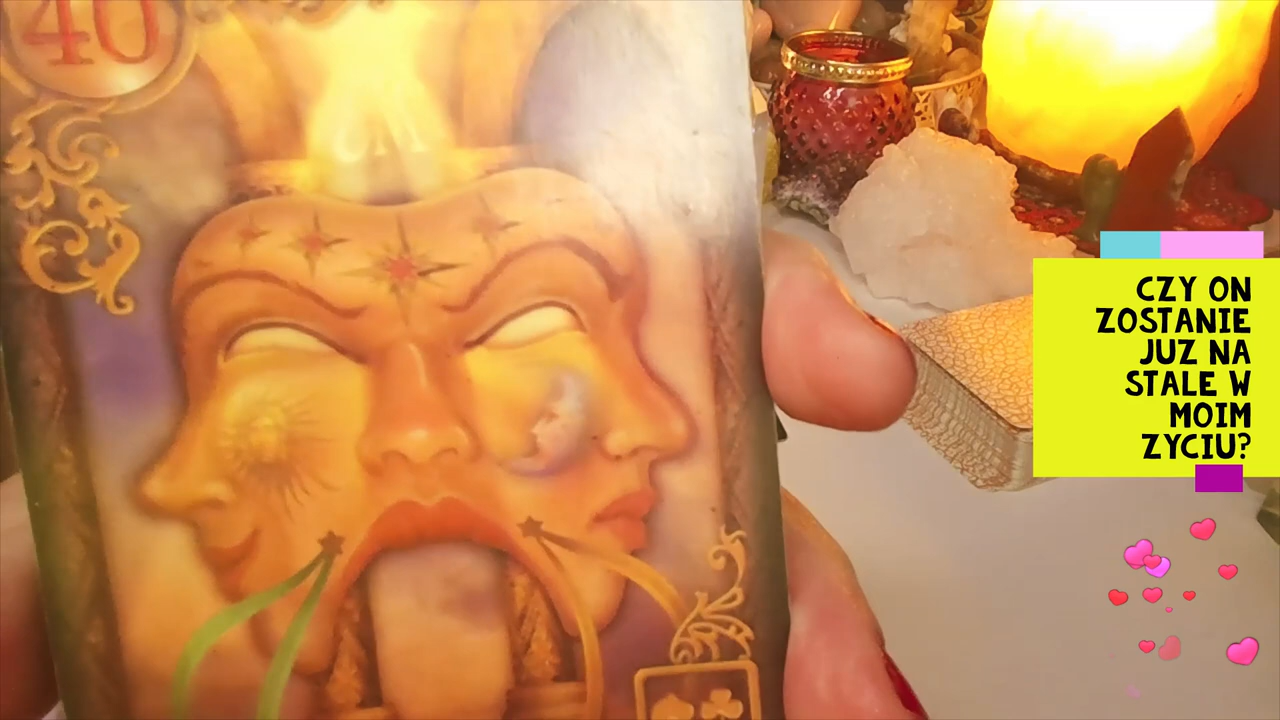 40
CZY ON
ZOSTANIE
JUZ NA
STALE W
MOIM
ZYCIU?